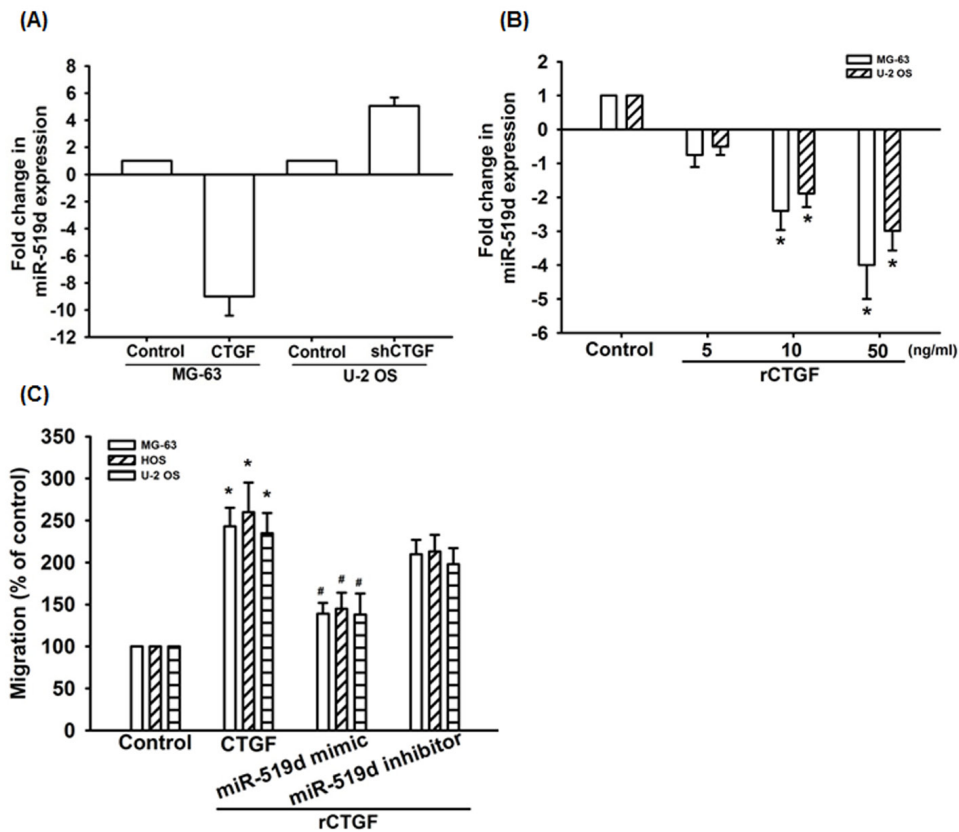 (A)
Fold change in
miR-519d expression
8
6
4
2
0
-2
-4
-6
-8
-10
-12
Control CTGF Control shCTGF
MG-63 U-2 OS
(B)
Fold change in
miR-519d expression
2
1
0
-1
-2
-3
-4
-5
-6
MG-63
U-2 OS
* * * *
Control 5 10 50 (ng/ml)
rCTGF
(C)
Migration (% of control)
350
300
250
200
150
100
50
0
MG-63
HOS
U-2 OS
* * *
# # #
Control CTGF miR-519d mimic miR-519d inhibitor
rCTGF